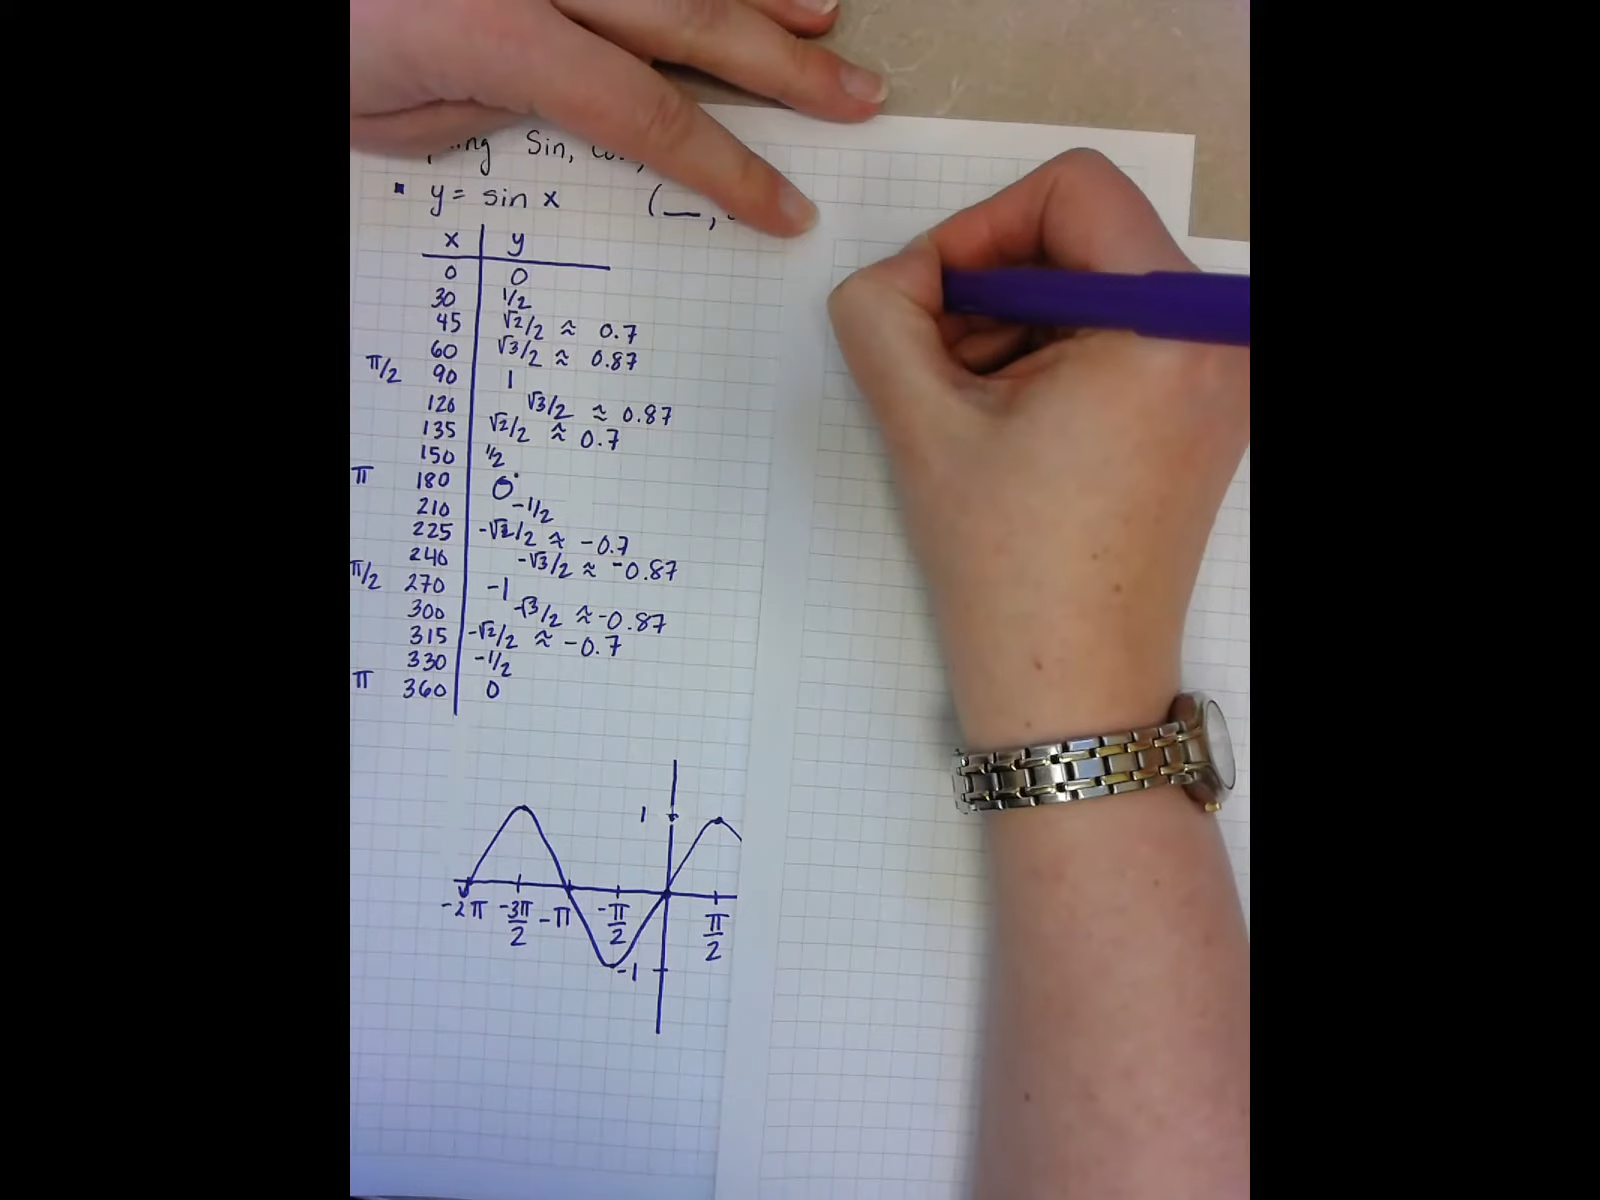 Sin,
y = sin x (__,
x y
0 0
30 1/2
45 √2/2 ≈ 0.7
60 √3/2 ≈ 0.87
π/2 90 1
120 √3/2 ≈ 0.87
135 √2/2 ≈ 0.7
150 1/2
π 180 0
210 -1/2
225 -√2/2 ≈ -0.7
240 -√3/2 ≈ -0.87
π/2 270 -1
300 -√3/2 ≈ -0.87
315 -√2/2 ≈ -0.7
330 -1/2
π 360 0
1
-2π -3π/2 -π -π/2 π/2
-1